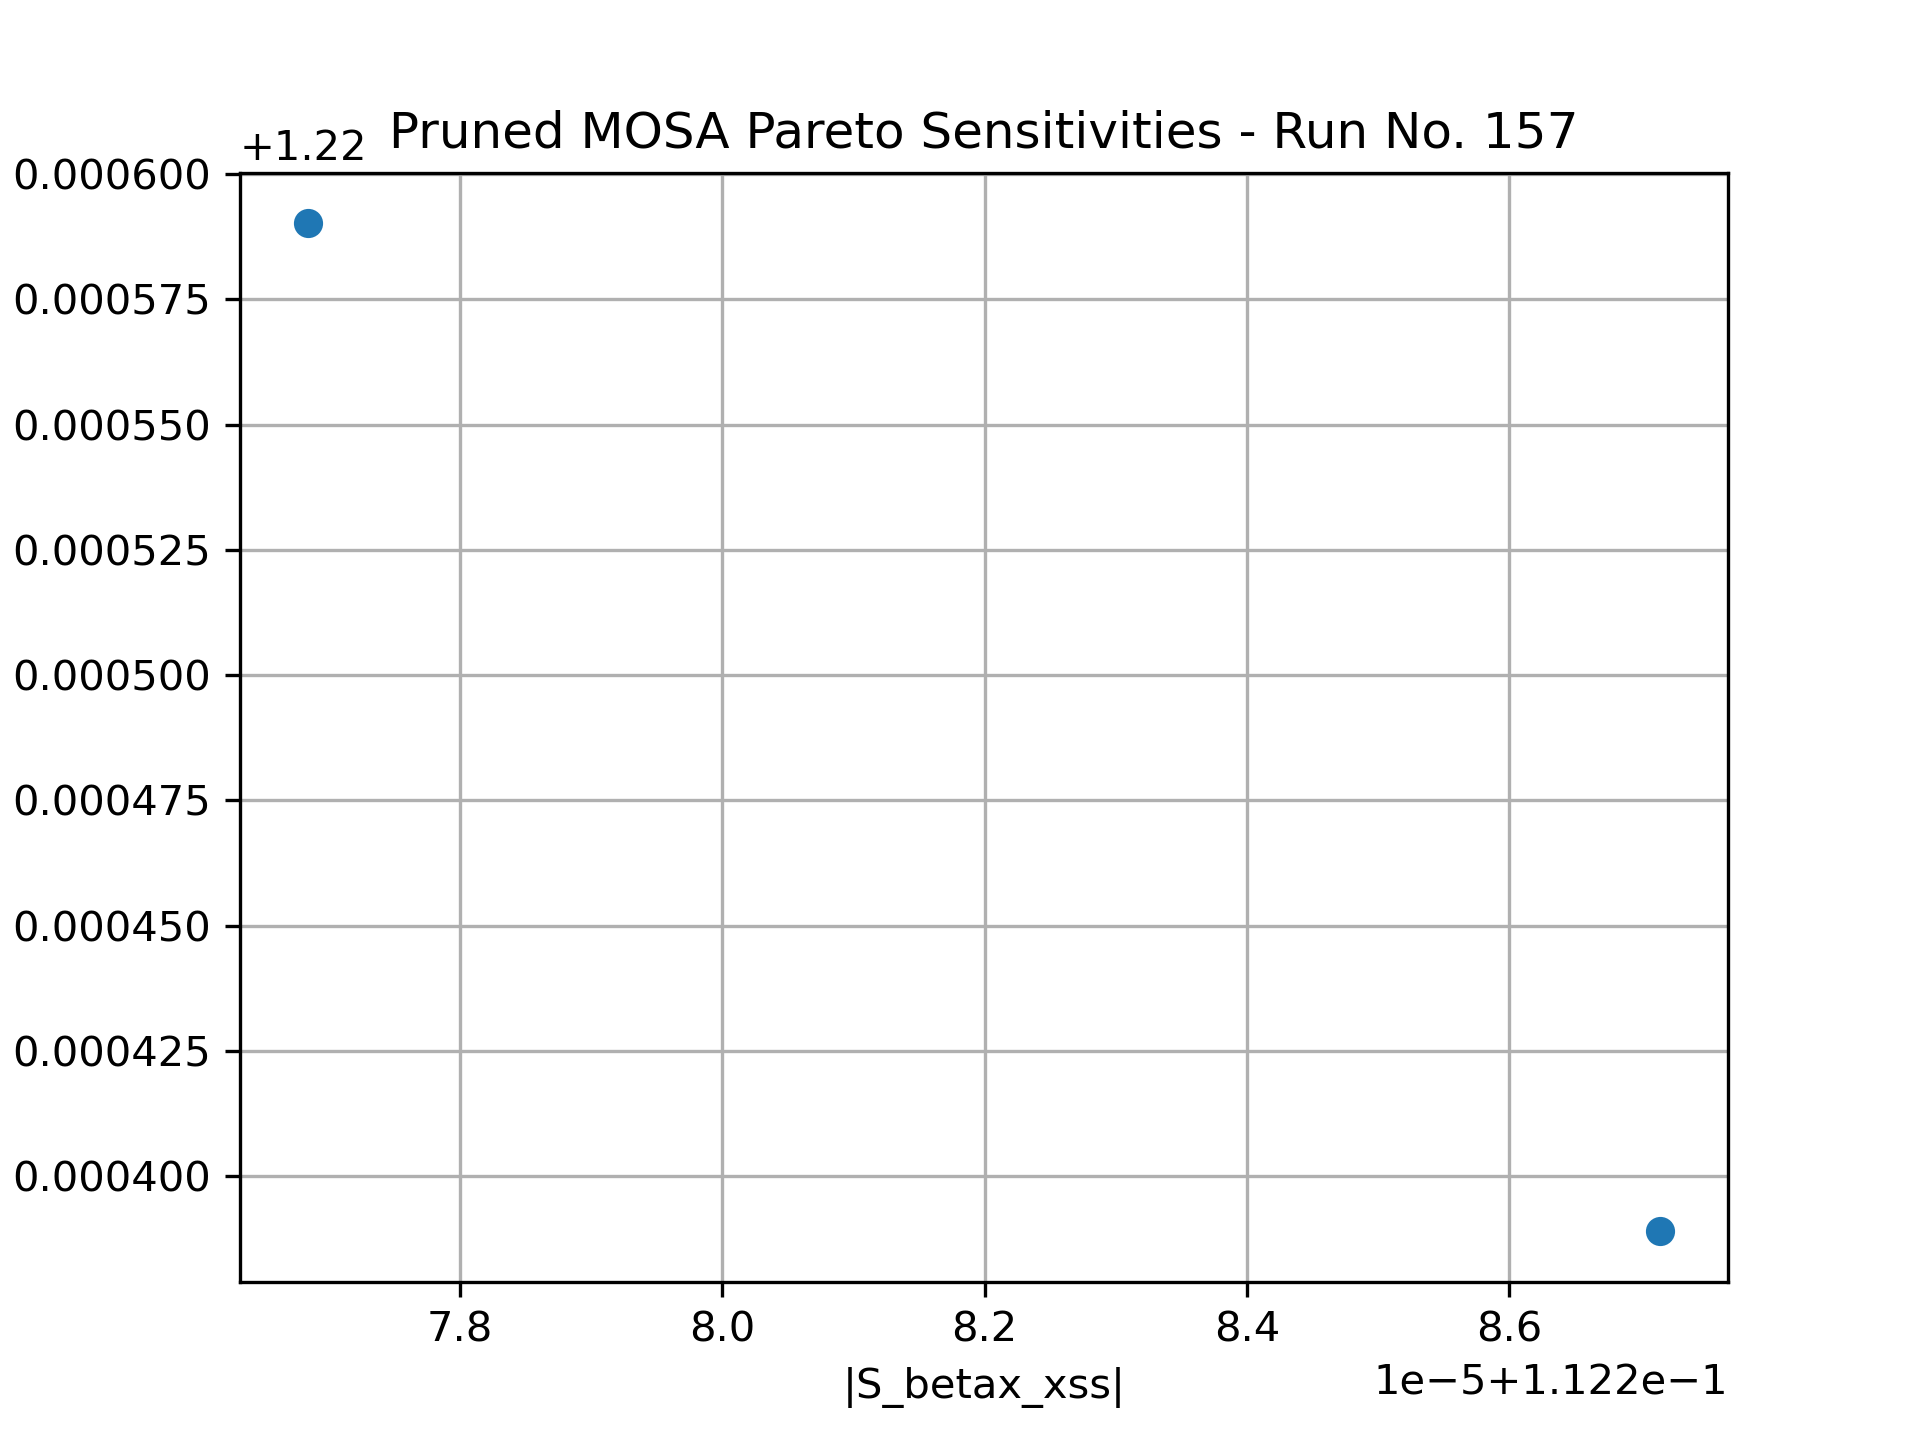 Pruned MOSA Pareto Sensitivities - Run No. 157
+1.22
0.000600
0.000575
0.000550
0.000525
0.000500
0.000475
0.000450
0.000425
0.000400
7.8 8.0 8.2 8.4 8.6
|S_betax_xss|
1e−5+1.122e−1